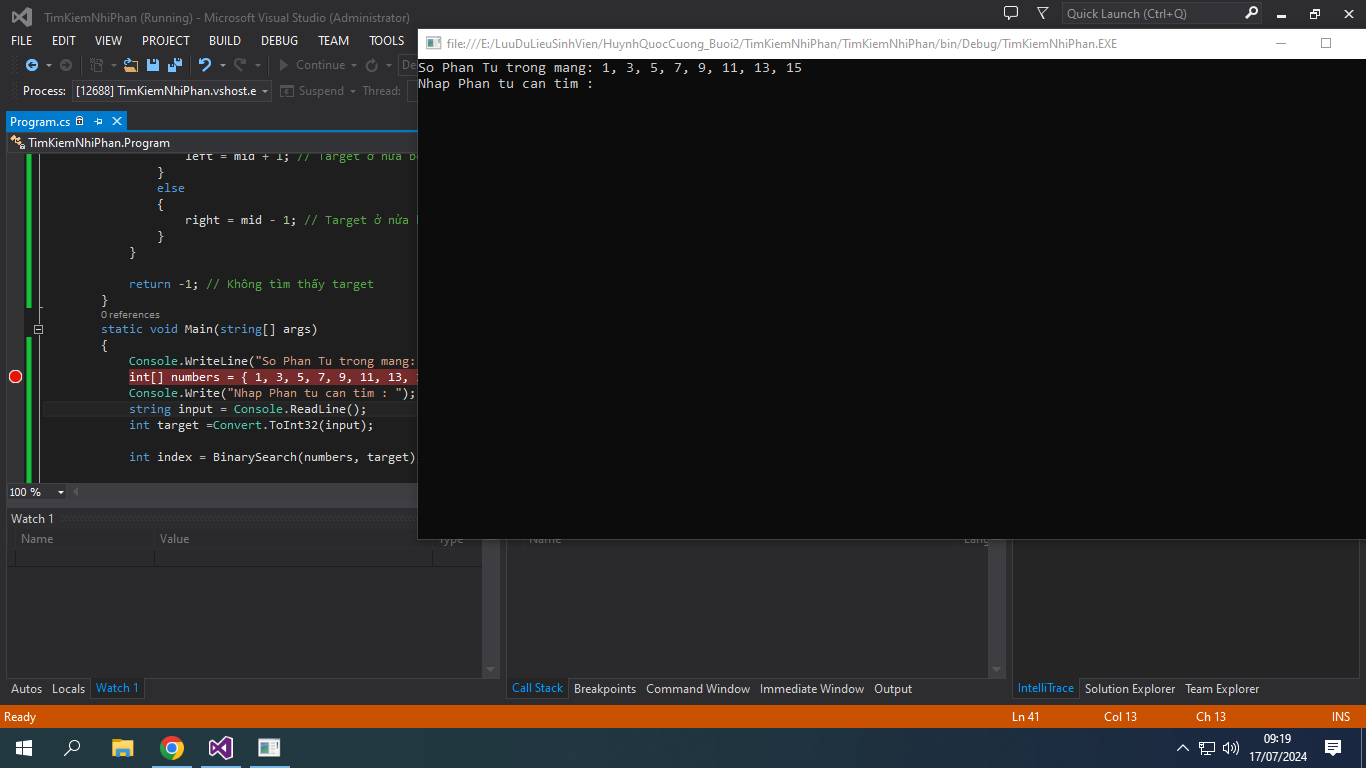 TimKiemNhiPhan (Running) - Microsoft Visual Studio (Administrator)
Quick Launch (Ctrl+Q)
FILE EDIT VIEW PROJECT BUILD DEBUG TEAM TOOLS
file:///E:/LuuDuLieuSinhVien/HuynhQuocCuong_Buoi2/TimKiemNhiPhan/TimKiemNhiPhan/bin/Debug/TimKiemNhiPhan.EXE
Continue
Process: [12688] TimKiemNhiPhan.vshost.e Suspend Thread:
So Phan Tu trong mang: 1, 3, 5, 7, 9, 11, 13, 15
Nhap Phan tu can tim :
Program.cs
TimKiemNhiPhan.Program
left = mid + 1; // Target ở nửa
}
else
{
right = mid - 1; // Target ở nửa
}
}
return -1; // Không tìm thấy target
}
0 references
static void Main(string[] args)
{
Console.WriteLine("So Phan Tu trong mang:
int[] numbers = { 1, 3, 5, 7, 9, 11, 13,
Console.Write("Nhap Phan tu can tim : ");
string input = Console.ReadLine();
int target =Convert.ToInt32(input);
int index = BinarySearch(numbers, target)
100 %
Watch 1
Name Value Type Name
Autos Locals Watch 1 Call Stack Breakpoints Command Window Immediate Window Output IntelliTrace Solution Explorer Team Explorer
Ready Ln 41 Col 13 Ch 13 INS
09:19
17/07/2024